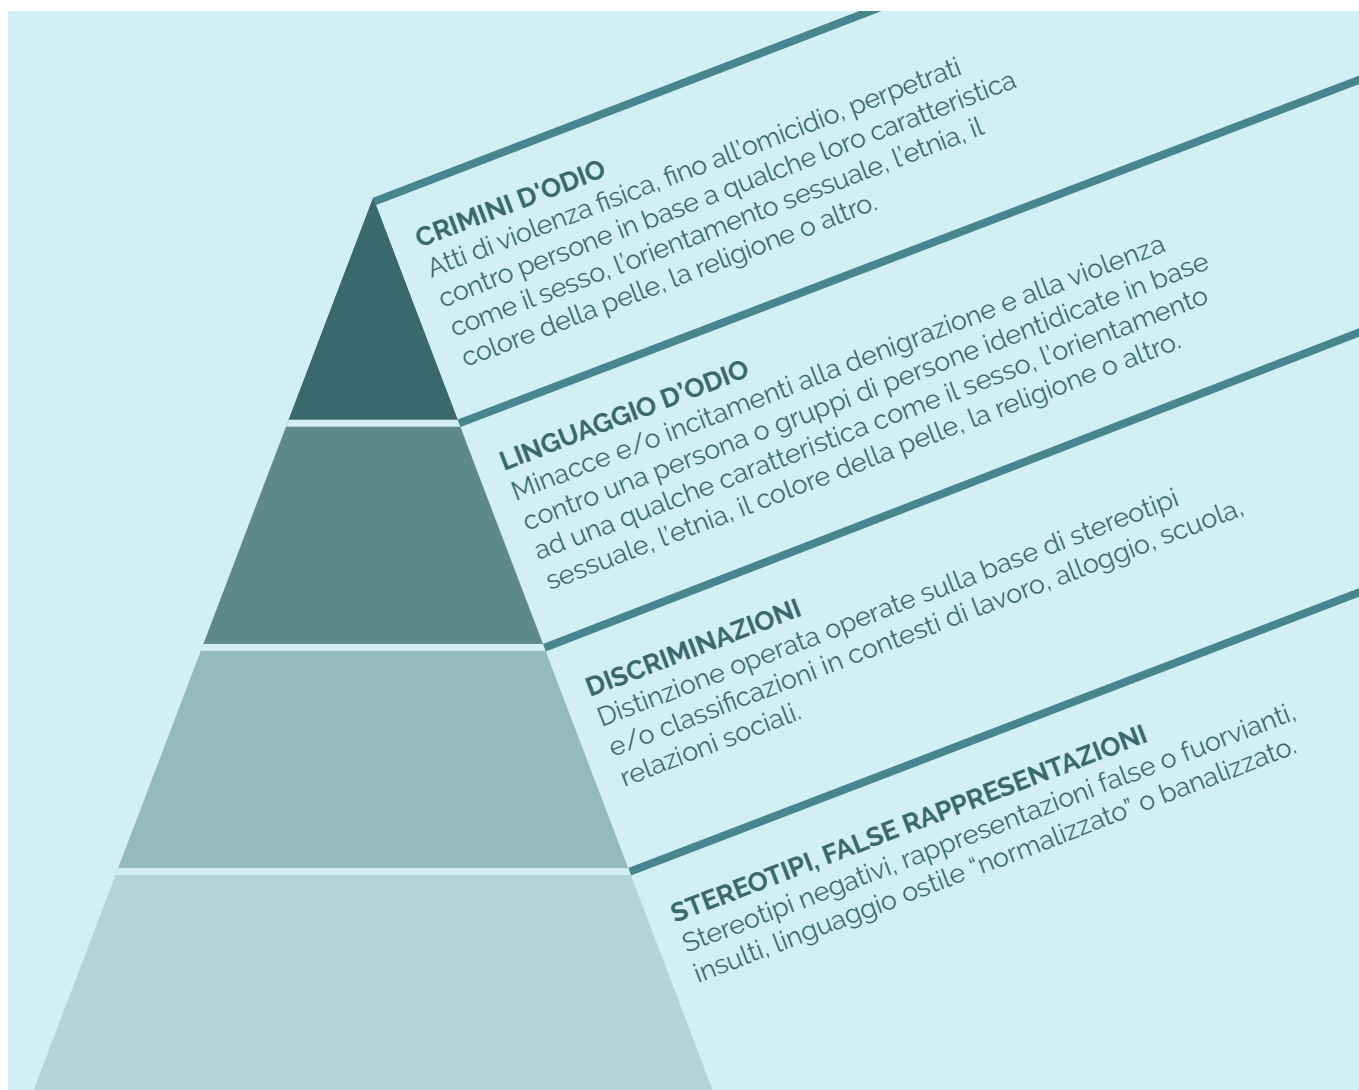 CRIMINI D'ODIO
Atti di violenza fisica, fino all'omicidio, perpetrati
contro persone in base a qualche loro caratteristica
come il sesso, l'orientamento sessuale, l'etnia, il
colore della pelle, la religione o altro.
LINGUAGGIO D'ODIO
Minacce e/o incitamenti alla denigrazione e alla violenza
contro una persona o gruppi di persone identidicate in base
ad una qualche caratteristica come il sesso, l'orientamento
sessuale, l'etnia, il colore della pelle, la religione o altro.
DISCRIMINAZIONI
Distinzione operata operate sulla base di stereotipi
e/o classificazioni in contesti di lavoro, alloggio, scuola,
relazioni sociali.
STEREOTIPI, FALSE RAPPRESENTAZIONI
Stereotipi negativi, rappresentazioni false o fuorvianti,
insulti, linguaggio ostile “normalizzato” o banalizzato.